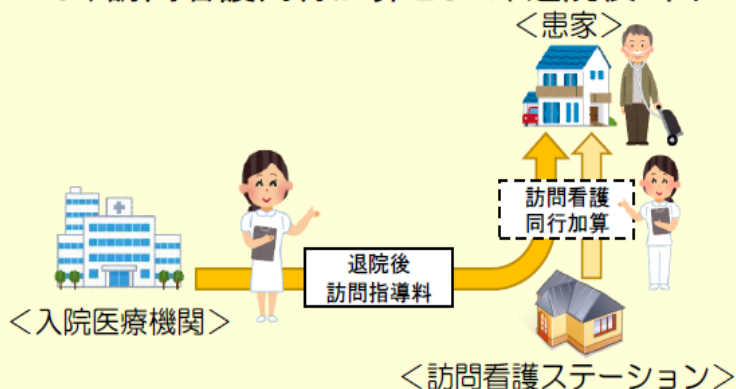 ＜患家＞
訪問看護
同行加算
退院後
訪問指導料
＜入院医療機関＞
＜訪問看護ステーション＞